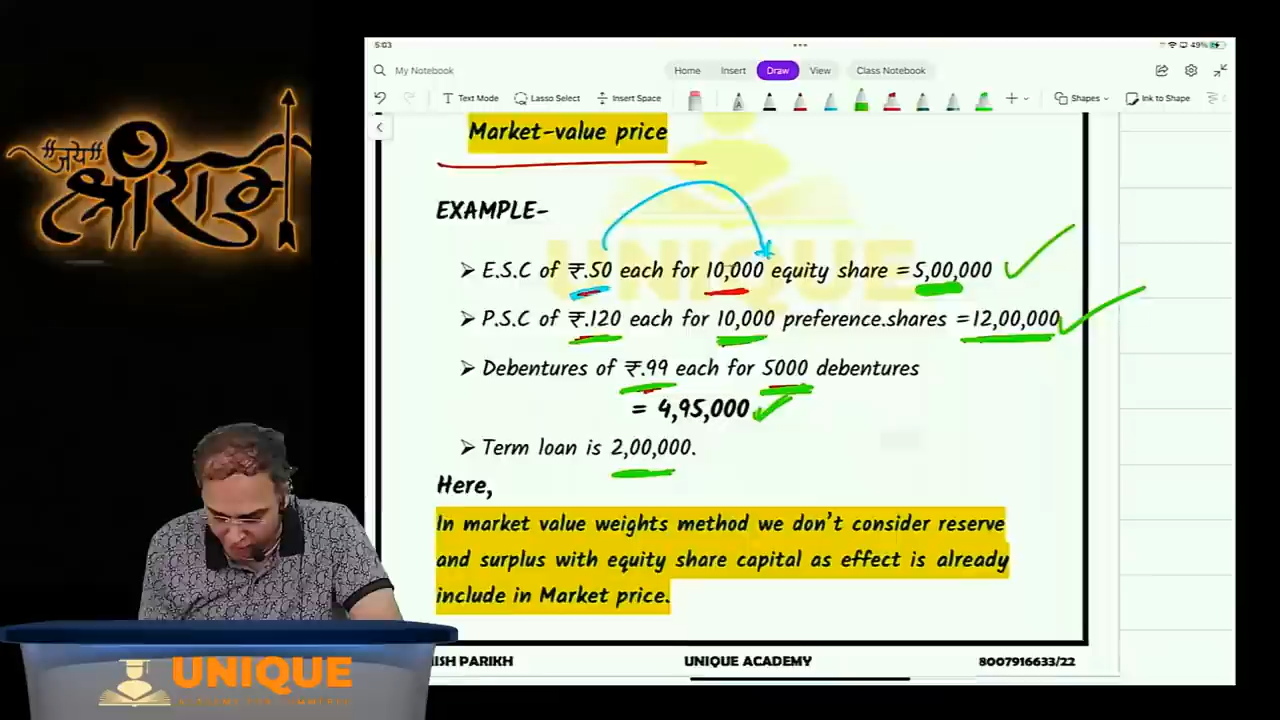 5:03
49%
My Notebook
Home Insert Draw View Class Notebook
Text Mode Lasso Select Insert Space Shapes Ink to Shape
Market-value price
"जय"
श्री राम
EXAMPLE-
➤ E.S.C of ₹.50 each for 10,000 equity share = 5,00,000
UNIQUE
➤ P.S.C of ₹.120 each for 10,000 preference.shares = 12,00,000
➤ Debentures of ₹.99 each for 5000 debentures
= 4,95,000
➤ Term loan is 2,00,000.
Here,
In market value weights method we don't consider reserve
and surplus with equity share capital as effect is already
include in Market price.
ISH PARIKH UNIQUE ACADEMY 8007916633/22
UNIQUE